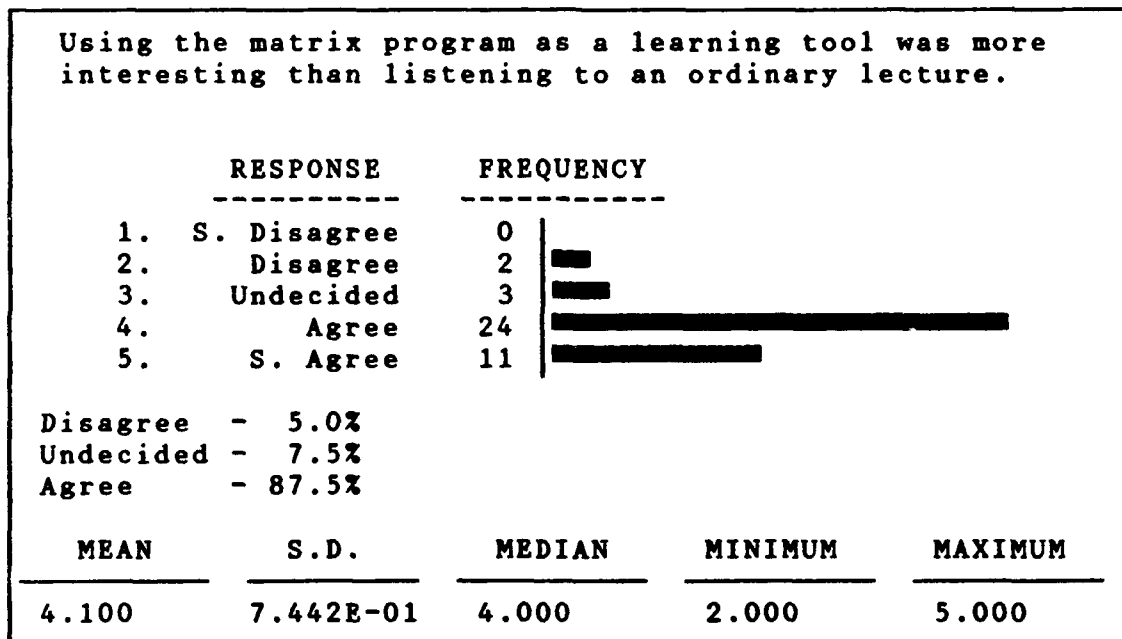 Using the matrix program as a learning tool was more
interesting than listening to an ordinary lecture.
RESPONSE FREQUENCY
1. S. Disagree 0
2. Disagree 2
3. Undecided 3
4. Agree 24
5. S. Agree 11
Disagree - 5.0%
Undecided - 7.5%
Agree - 87.5%
MEAN S.D. MEDIAN MINIMUM MAXIMUM
4.100 7.442E-01 4.000 2.000 5.000